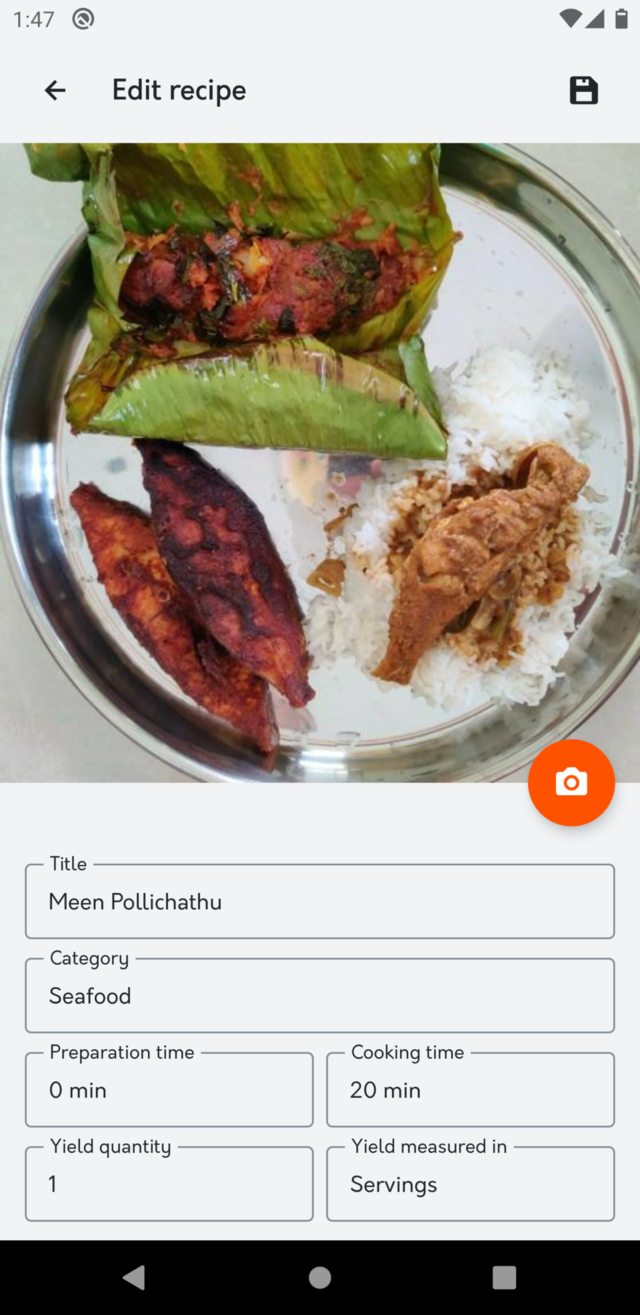 1:47
Edit recipe
Title
Meen Pollichathu
Category
Seafood
Preparation time
0 min
Cooking time
20 min
Yield quantity
1
Yield measured in
Servings